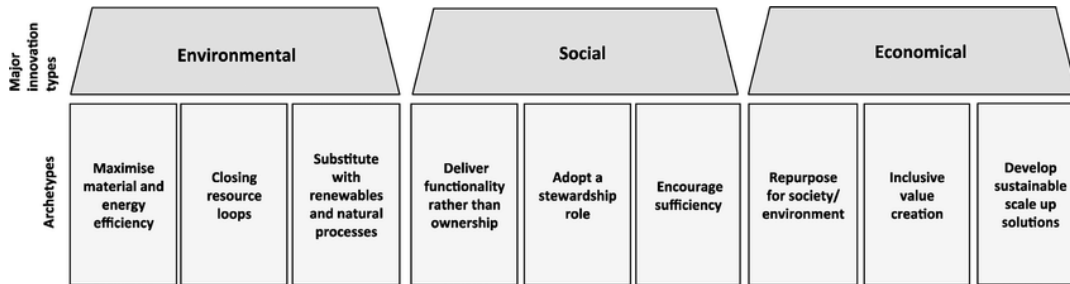 Major
innovation
types
Environmental
Social
Economical
Archetypes
Maximise
material and
energy
efficiency
Closing
resource
loops
Substitute
with
renewables
and natural
processes
Deliver
functionality
rather than
ownership
Adopt a
stewardship
role
Encourage
sufficiency
Repurpose
for society/
environment
Inclusive
value
creation
Develop
sustainable
scale up
solutions